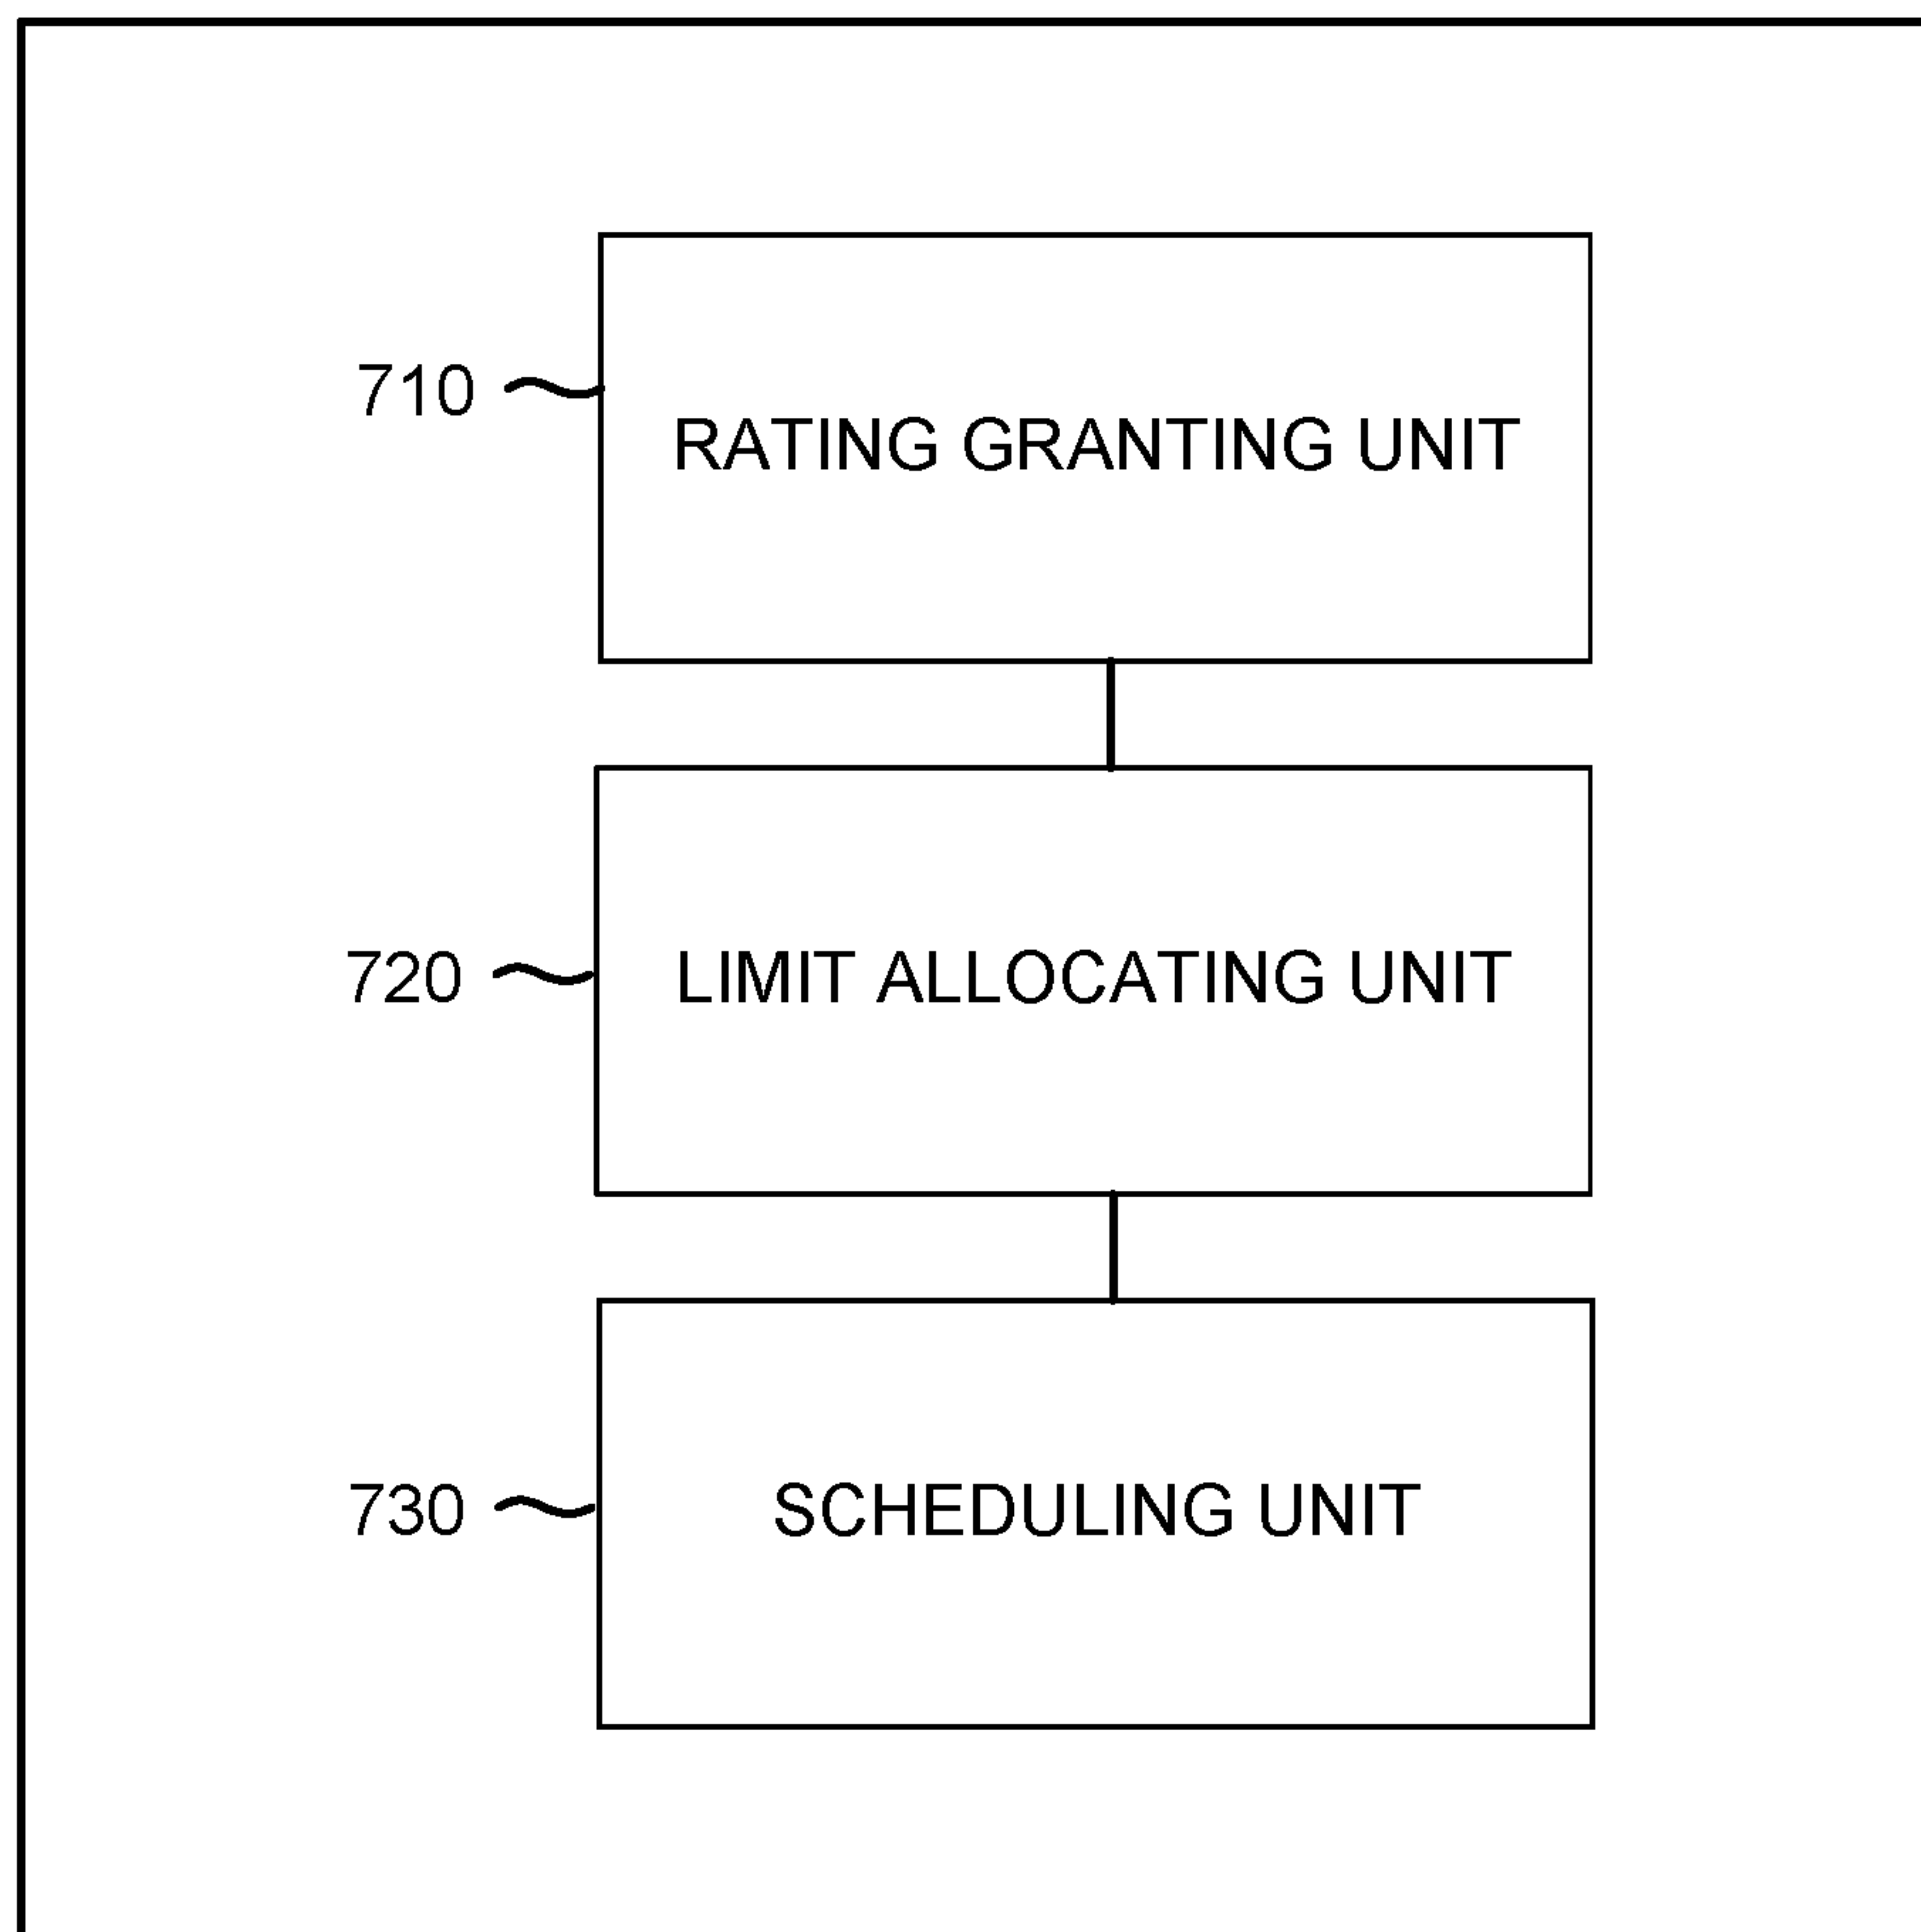 710
RATING GRANTING UNIT
720
LIMIT ALLOCATING UNIT
730
SCHEDULING UNIT